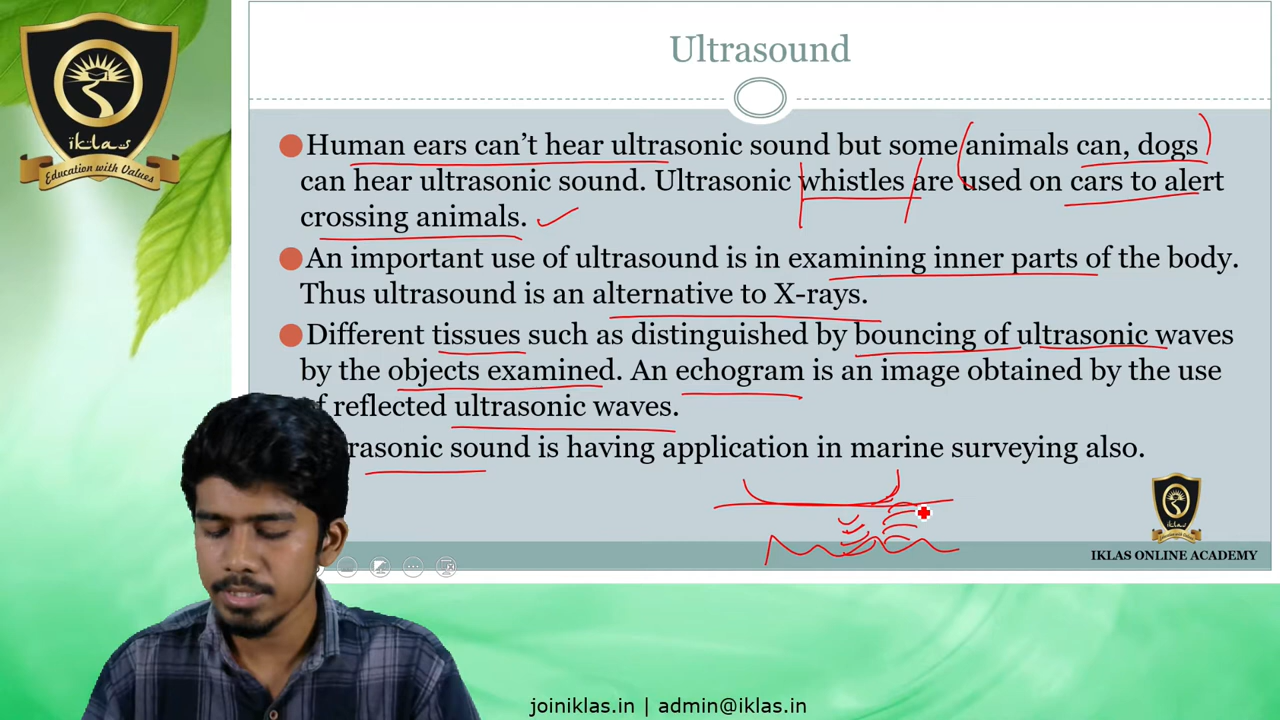 iklas
Education with Values
Ultrasound
Human ears can't hear ultrasonic sound but some animals can, dogs
can hear ultrasonic sound. Ultrasonic whistles are used on cars to alert
crossing animals.
An important use of ultrasound is in examining inner parts of the body.
Thus ultrasound is an alternative to X-rays.
Different tissues such as distinguished by bouncing of ultrasonic waves
by the objects examined. An echogram is an image obtained by the use
reflected ultrasonic waves.
sound is having application in marine surveying also.
iklas
IKLAS ONLINE ACADEMY
joiniklas.in | admin@iklas.in